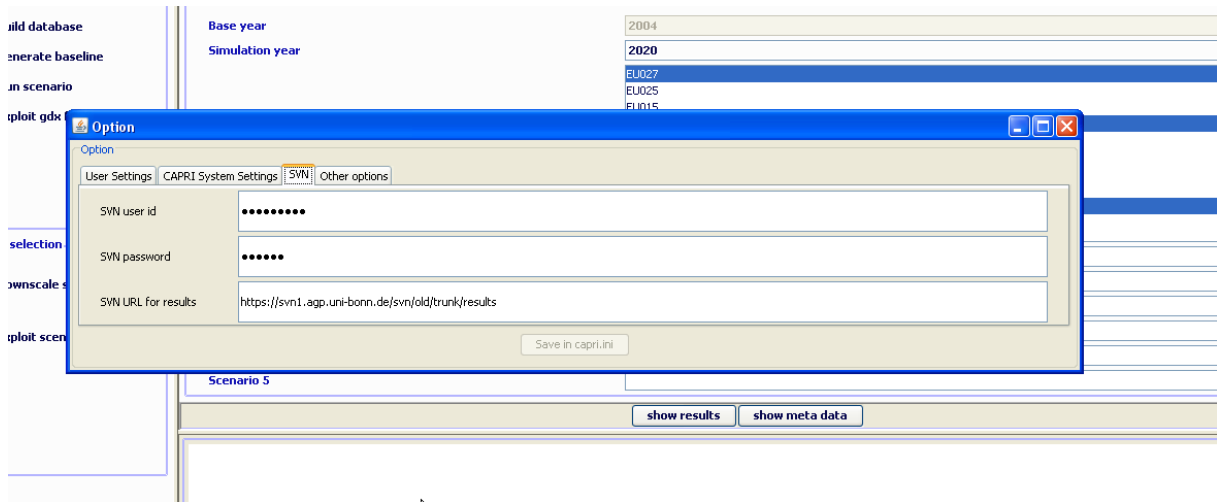 uild database
Base year
2004
enerate baseline
Simulation year
2020
EU027
un scenario
EU025
EU015
xploit gdx
Option
Option
User Settings
CAPRI System Settings
SVN
Other options
SVN user id
•••••••••
SVN password
••••••
SVN URL for results
https://svn1.agp.uni-bonn.de/svn/old/trunk/results
Save in capri.ini
selection
ownscale s
xploit scen
Scenario 5
show results
show meta data